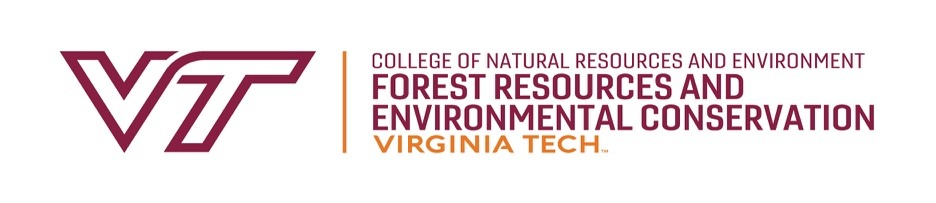 VT
COLLEGE OF NATURAL RESOURCES AND ENVIRONMENT
FOREST RESOURCES AND
ENVIRONMENTAL CONSERVATION
VIRGINIA TECH™